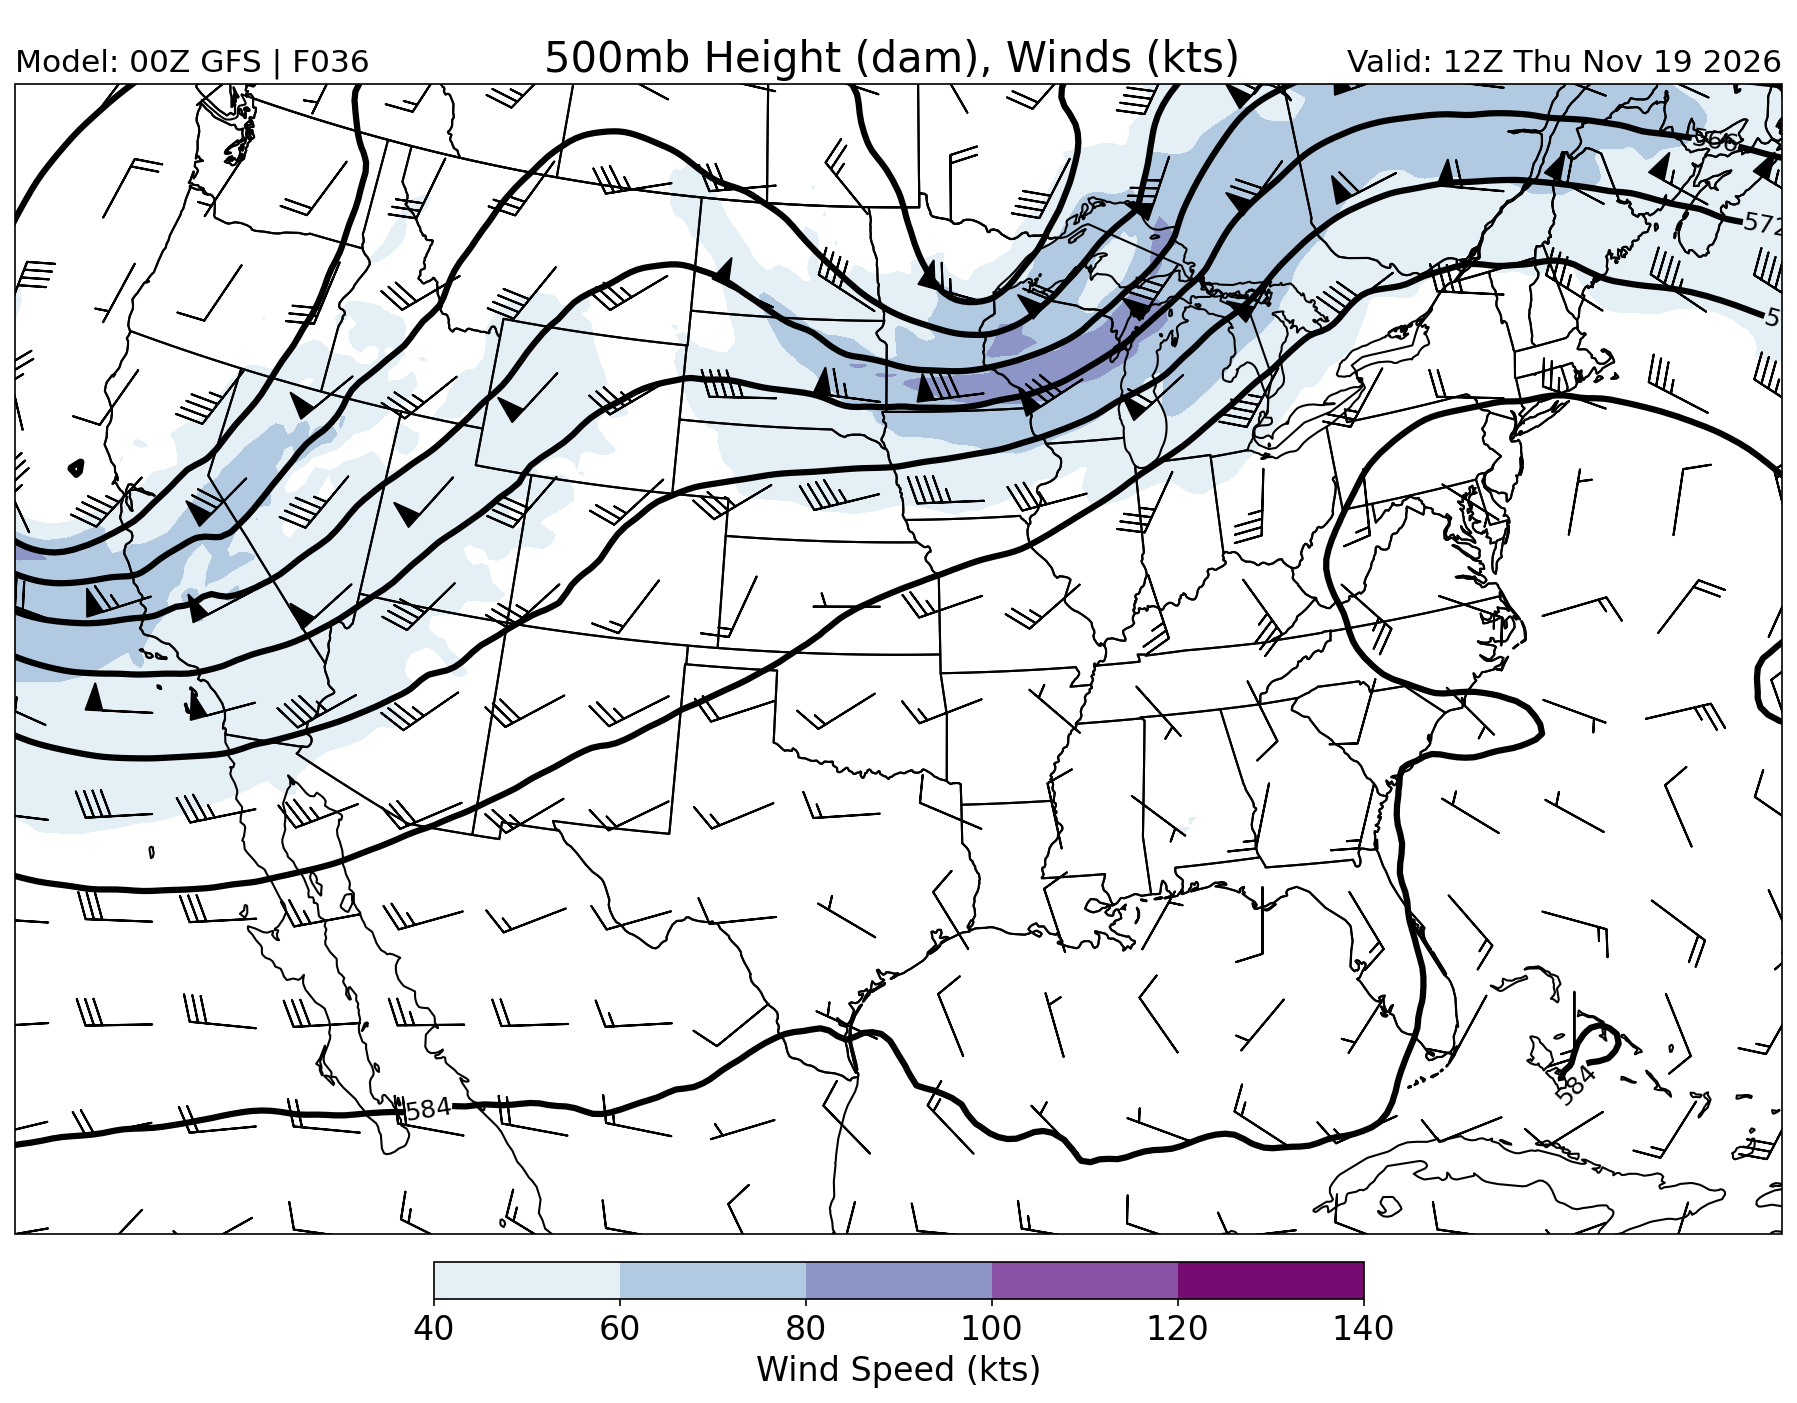 Model: 00Z GFS | F036
500mb Height (dam), Winds (kts)
Valid: 12Z Thu Nov 19 2026
566
572
5
584
584
40 60 80 100 120 140
Wind Speed (kts)